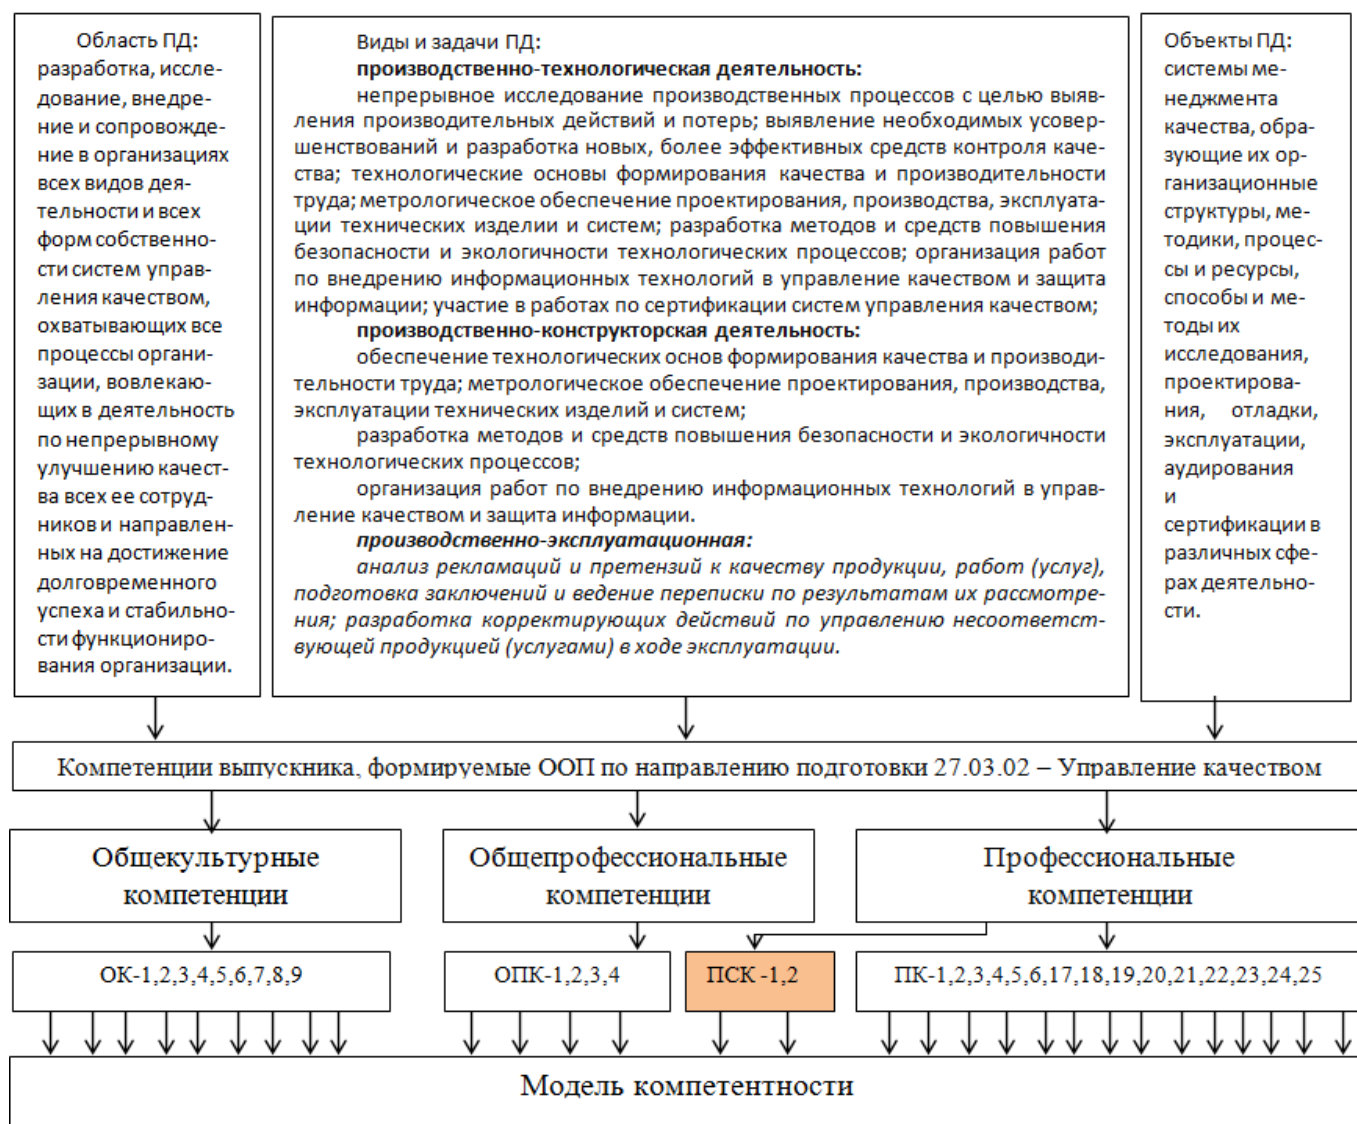 Область ПД:
разработка, иссле-
дование, внедре-
ние и сопровожде-
ние в организациях
всех видов дея-
тельности и всех
форм собственно-
сти систем управ-
ления качеством,
охватывающих все
процессы органи-
зации, вовлекаю-
щих в деятельность
по непрерывному
улучшению качест-
ва всех ее сотруд-
ников и направлен-
ных на достижение
долговременного
успеха и стабильно-
сти функциониро-
вания организации.
Виды и задачи ПД:
производственно-технологическая деятельность:
непрерывное исследование производственных процессов с целью выяв-
ления производительных действий и потерь; выявление необходимых усовер-
шенствований и разработка новых, более эффективных средств контроля каче-
ства; технологические основы формирования качества и производительности
труда; метрологическое обеспечение проектирования, производства, эксплуата-
ции технических изделии и систем; разработка методов и средств повышения
безопасности и экологичности технологических процессов; организация работ
по внедрению информационных технологий в управление качеством и защита
информации; участие в работах по сертификации систем управления качеством;
производственно-конструкторская деятельность:
обеспечение технологических основ формирования качества и производи-
тельности труда; метрологическое обеспечение проектирования, производства,
эксплуатации технических изделий и систем;
разработка методов и средств повышения безопасности и экологичности
технологических процессов;
организация работ по внедрению информационных технологий в управ-
ление качеством и защита информации.
производственно-эксплуатационная:
анализ рекламаций и претензий к качеству продукции, работ (услуг),
подготовка заключений и ведение переписки по результатам их рассмотре-
ния; разработка корректирующих действий по управлению несоответст-
вующей продукцией (услугами) в ходе эксплуатации.
Объекты ПД:
системы ме-
неджмента
качества, обра-
зующие их ор-
ганизационные
структуры, ме-
тодики, процес-
сы и ресурсы,
способы и ме-
тоды их
исследования,
проектирова-
ния, отладки,
эксплуатации,
аудирования
и
сертификации в
различных сфе-
рах деятельно-
сти.
Компетенции выпускника, формируемые ООП по направлению подготовки 27.03.02 – Управление качеством
Общекультурные
компетенции
Общепрофессиональные
компетенции
Профессиональные
компетенции
ОК-1,2,3,4,5,6,7,8,9
ОПК-1,2,3,4
ПСК -1,2
ПК-1,2,3,4,5,6,17,18,19,20,21,22,23,24,25
Модель компетентности